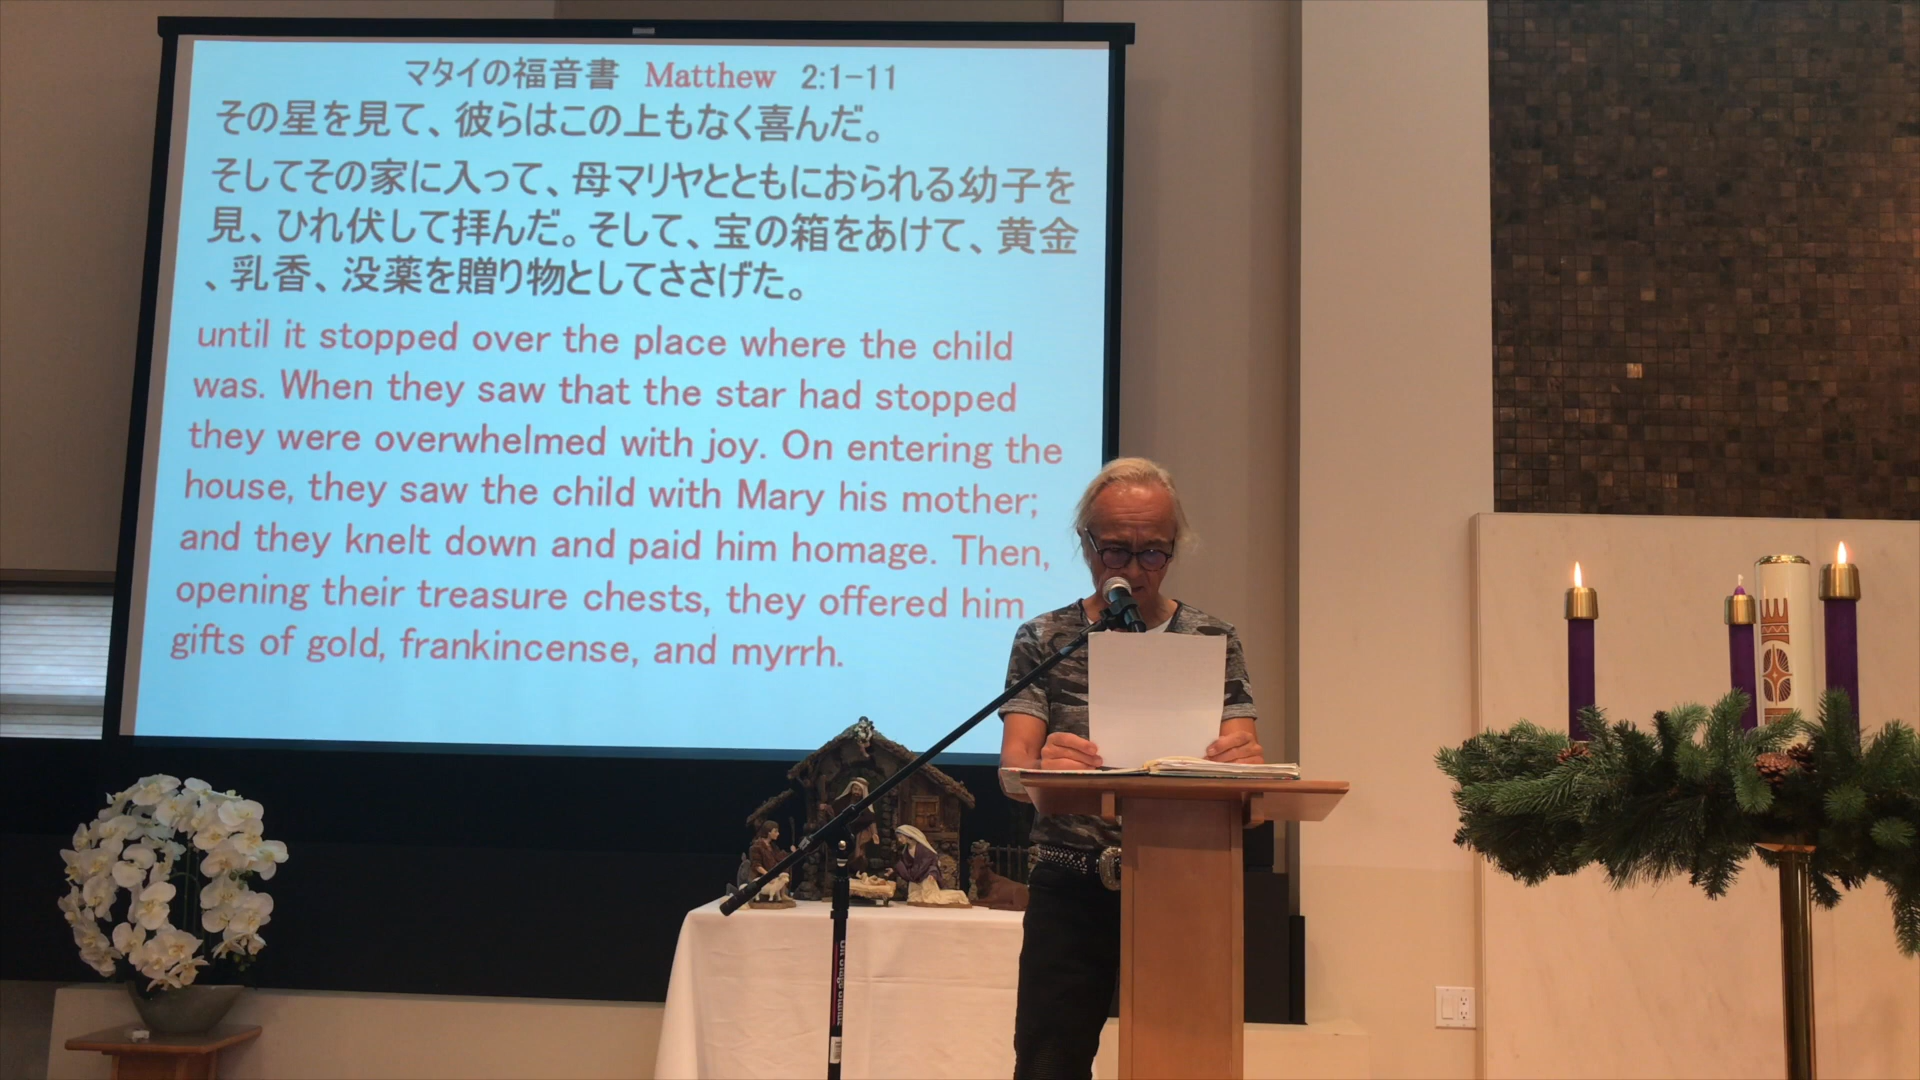 マタイの福音書 Matthew 2:1-11
その星を見て、彼らはこの上もなく喜んだ。
そしてその家に入って、母マリヤとともにおられる幼子を
見、ひれ伏して拝んだ。そして、宝の箱をあけて、黄金
、乳香、没薬を贈り物としてささげた。
until it stopped over the place where the child
was. When they saw that the star had stopped
they were overwhelmed with joy. On entering the
house, they saw the child with Mary his mother;
and they knelt down and paid him homage. Then,
opening their treasure chests, they offered him
gifts of gold, frankincense, and myrrh.